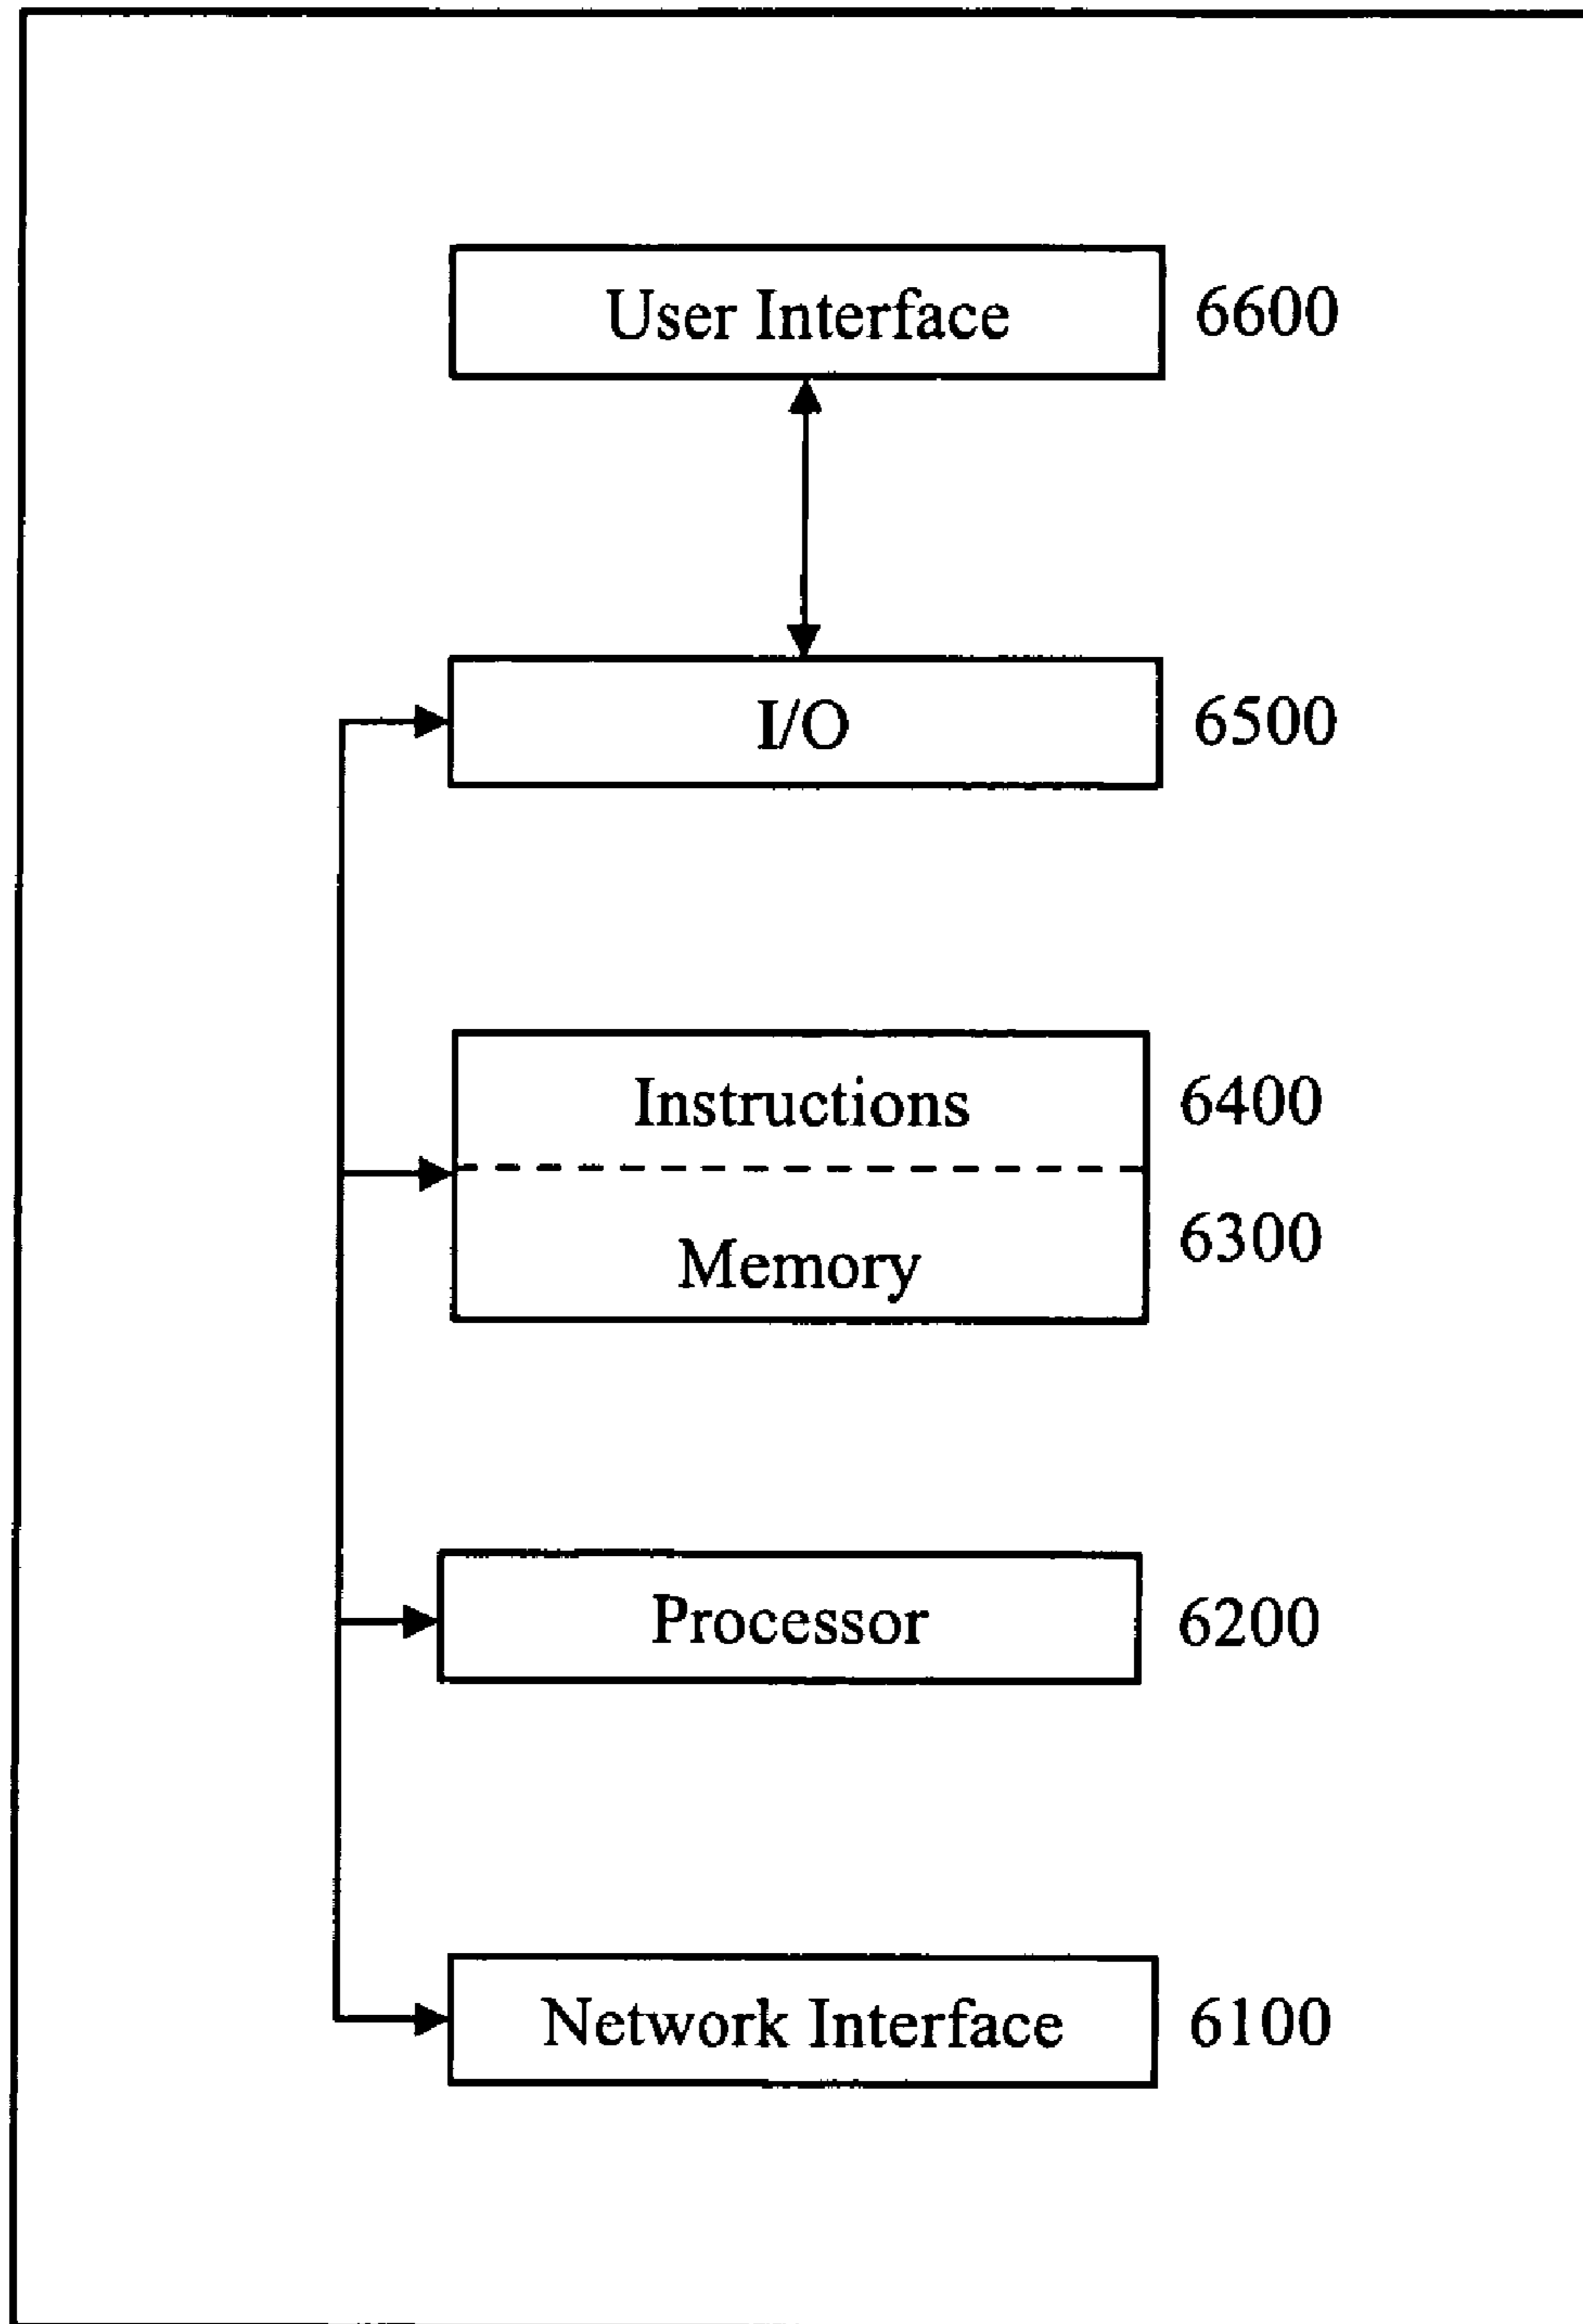 User Interface 6600
I/O 6500
Instructions 6400
Memory 6300
Processor 6200
Network Interface 6100